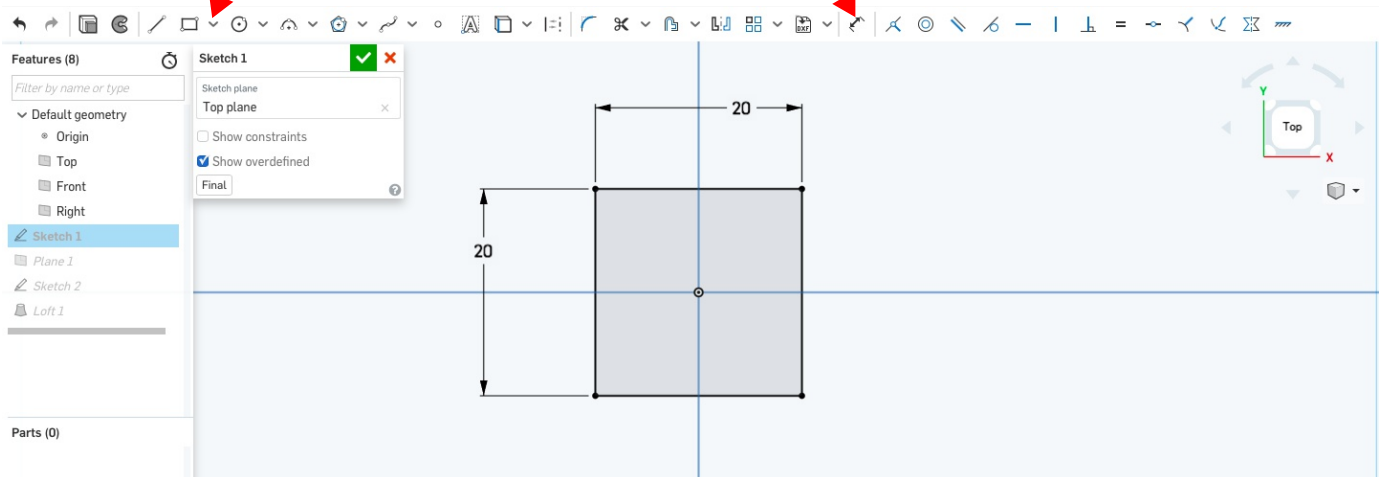 DXF
Features (8)
Sketch 1
Filter by name or type
Sketch plane
Top plane
Default geometry
Origin
Show constraints
Top
Show overdefined
Front
Final
Right
Sketch 1
Plane 1
Sketch 2
Loft 1
Parts (0)
20
20
Y
Top
X